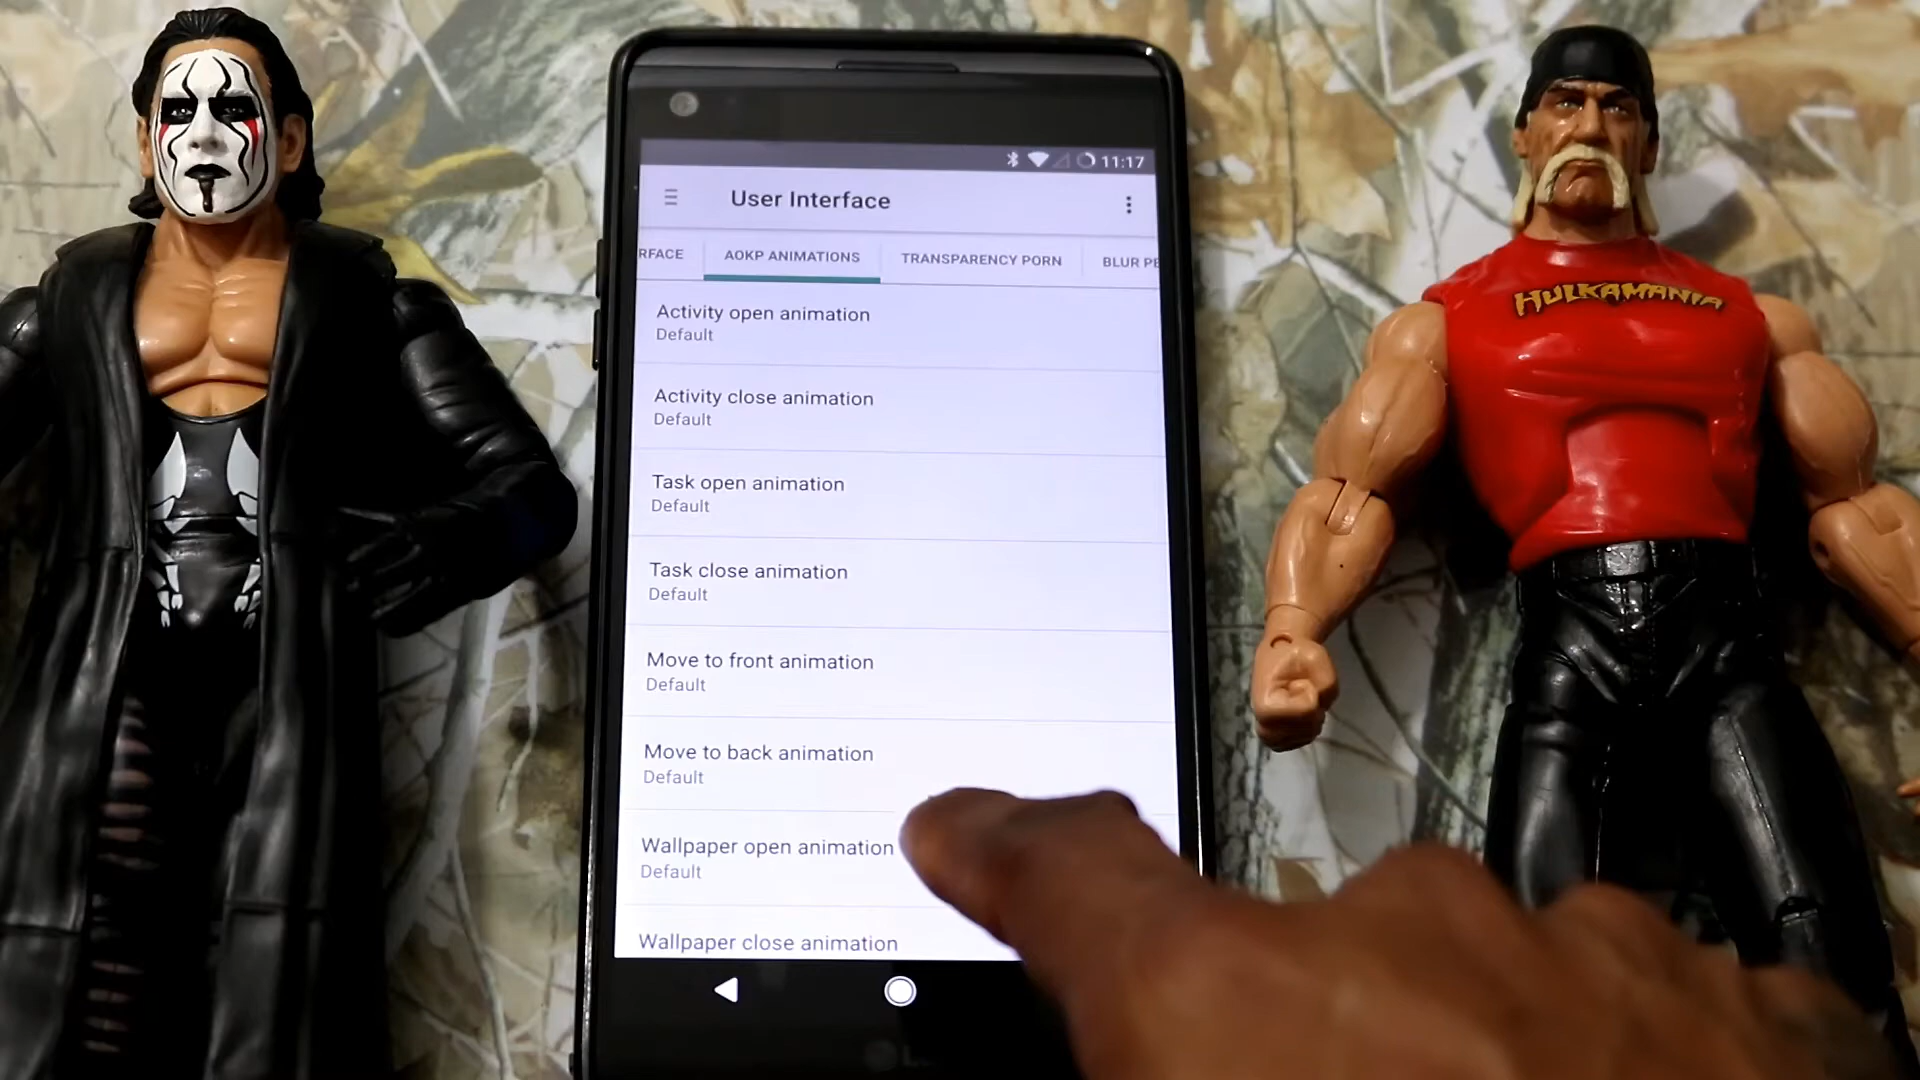 11:17
User Interface
RFACE
AOKP ANIMATIONS
TRANSPARENCY PORN
BLUR PE
Activity open animation
Default
Activity close animation
Default
Task open animation
Default
Task close animation
Default
Move to front animation
Default
Move to back animation
Default
Wallpaper open animation
Default
Wallpaper close animation
HULKAMANIA